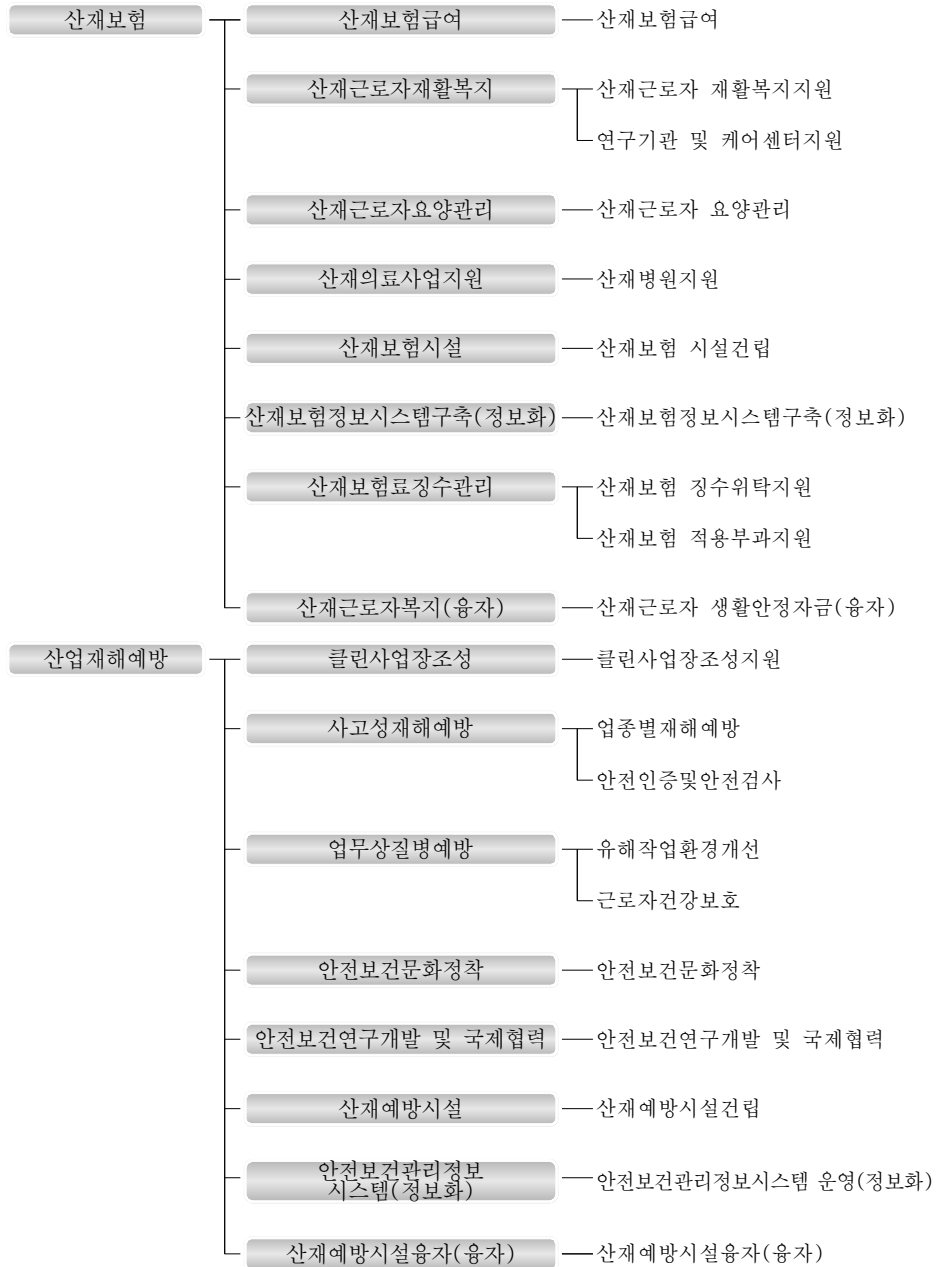 산재보험 산재보험급여 산재보험급여
산재근로자재활복지 산재근로자 재활복지지원
연구기관 및 케어센터지원
산재근로자요양관리 산재근로자 요양관리
산재의료사업지원 산재병원지원
산재보험시설 산재보험 시설건립
산재보험정보시스템구축(정보화) 산재보험정보시스템구축(정보화)
산재보험료징수관리 산재보험 징수위탁지원
산재보험 적용부과지원
산재근로자복지(융자) 산재근로자 생활안정자금(융자)
산업재해예방 클린사업장조성 클린사업장조성지원
사고성재해예방 업종별재해예방
안전인증및안전검사
업무상질병예방 유해작업환경개선
근로자건강보호
안전보건문화정착 안전보건문화정착
안전보건연구개발 및 국제협력 안전보건연구개발 및 국제협력
산재예방시설 산재예방시설건립
안전보건관리정보
시스템(정보화) 안전보건관리정보시스템 운영(정보화)
산재예방시설융자(융자) 산재예방시설융자(융자)